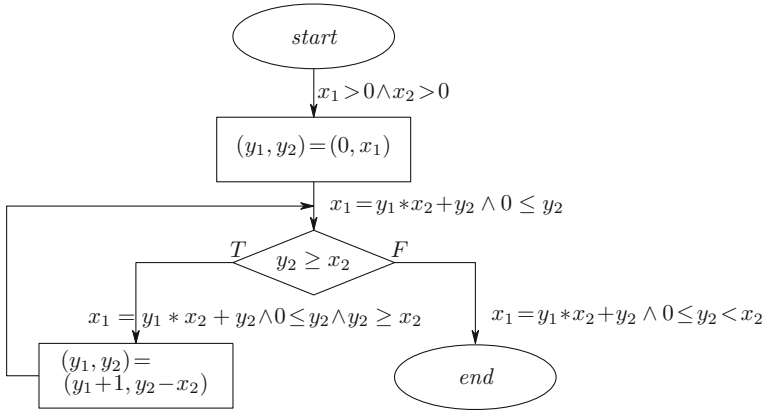 start
x₁>0∧x₂>0
(y₁, y₂)=(0, x₁)
x₁=y₁*x₂+y₂ ∧ 0 ≤ y₂
T
y₂ ≥ x₂
F
x₁ = y₁ * x₂ + y₂∧0≤y₂∧y₂ ≥ x₂
x₁=y₁*x₂+y₂ ∧ 0≤y₂<x₂
(y₁, y₂)=
(y₁+1, y₂−x₂)
end